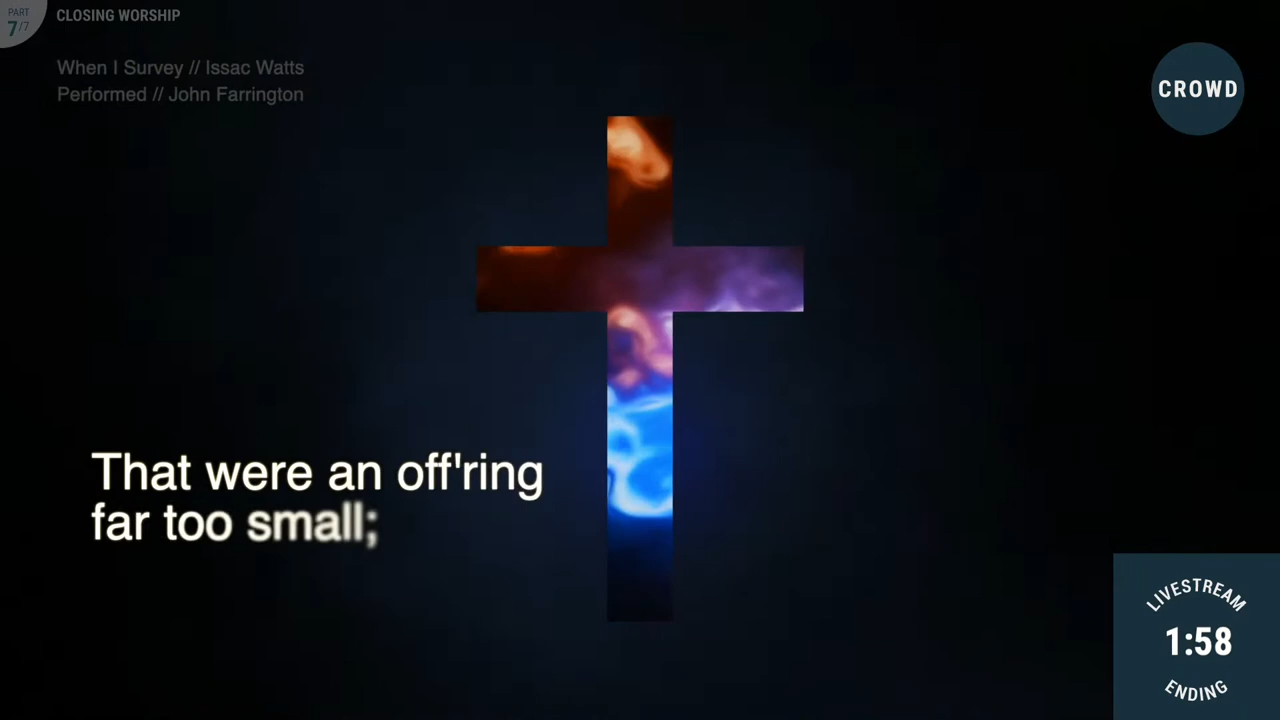 PART
7/7
CLOSING WORSHIP
When I Survey // Issac Watts
Performed // John Farrington
CROWD
That were an off'ring
far too small;
LIVESTREAM
1:58
ENDING